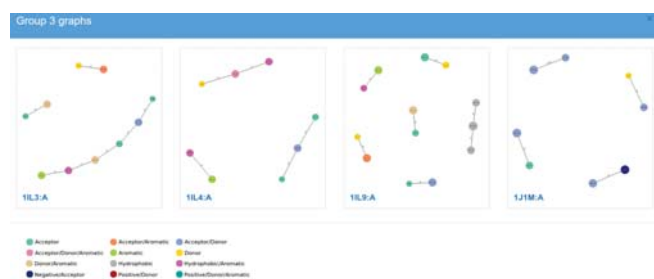 Group 3 graphs
1IL3:A
1IL4:A
1IL9:A
1J1M:A
Acceptor
Acceptor/Aromatic
Acceptor/Donor
Acceptor/Donor/Aromatic
Aromatic
Donor
Donor/Aromatic
Hydrophobic
Hydrophobic/Aromatic
Negative/Acceptor
Positive/Donor
Positive/Donor/Aromatic